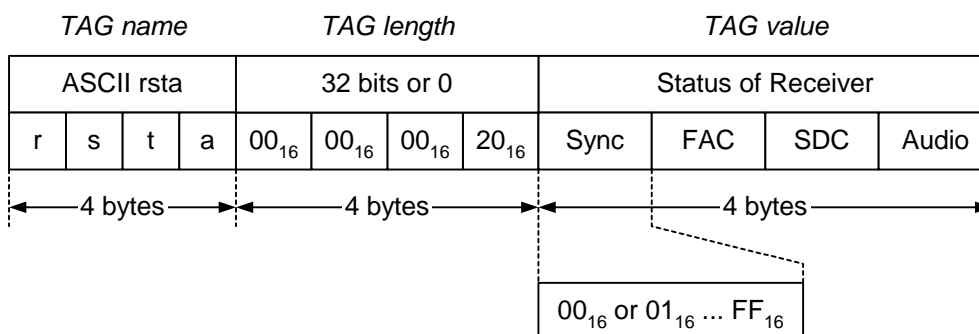 TAG name TAG length TAG value
ASCII rsta 32 bits or 0 Status of Receiver
r s t a 00₁₆ 00₁₆ 00₁₆ 20₁₆ Sync FAC SDC Audio
4 bytes 4 bytes 4 bytes
00₁₆ or 01₁₆ ... FF₁₆